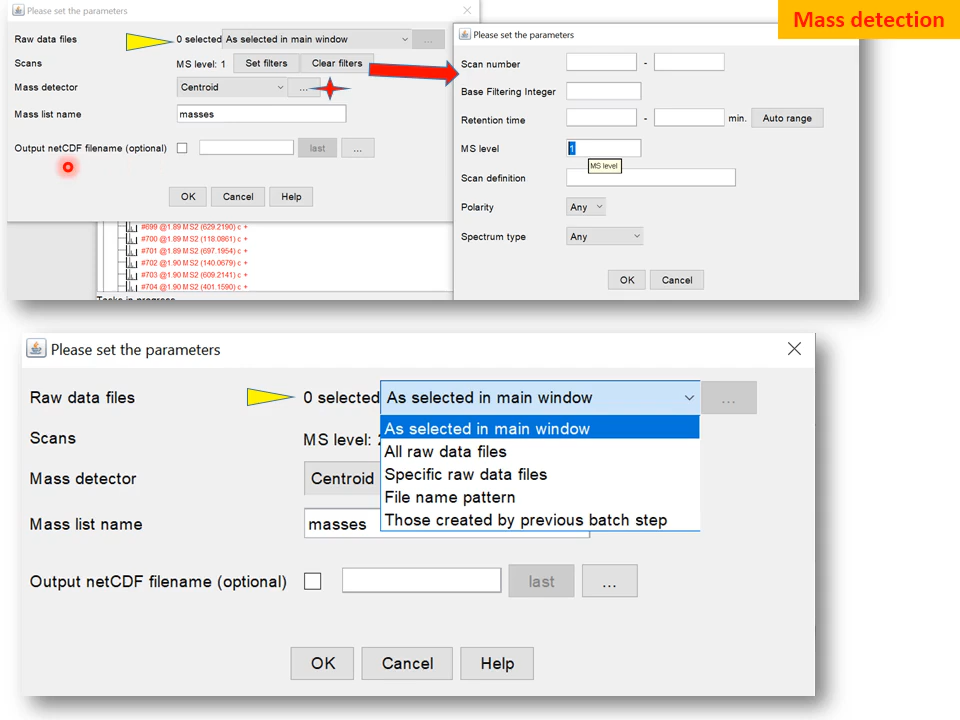 Mass detection
Please set the parameters
Raw data files 0 selected As selected in main window ...
Scans MS level: 1 Set filters Clear filters
Mass detector Centroid ...
Mass list name masses
Output netCDF filename (optional) last ...
OK Cancel Help
#699 @1.89 MS2 (629.2190) c +
#700 @1.89 MS2 (118.0861) c +
#701 @1.89 MS2 (697.1954) c +
#702 @1.90 MS2 (140.0679) c +
#703 @1.90 MS2 (609.2141) c +
#704 @1.90 MS2 (401.1590) c +
Tasks in progress
Please set the parameters
Scan number -
Base Filtering Integer
Retention time - min. Auto range
MS level 1
MS level
Scan definition
Polarity Any
Spectrum type Any
OK Cancel
Please set the parameters
Raw data files 0 selected As selected in main window ...
As selected in main window
All raw data files
Specific raw data files
File name pattern
Those created by previous batch step
Scans MS level:
Mass detector Centroid
Mass list name masses
Output netCDF filename (optional) last ...
OK Cancel Help